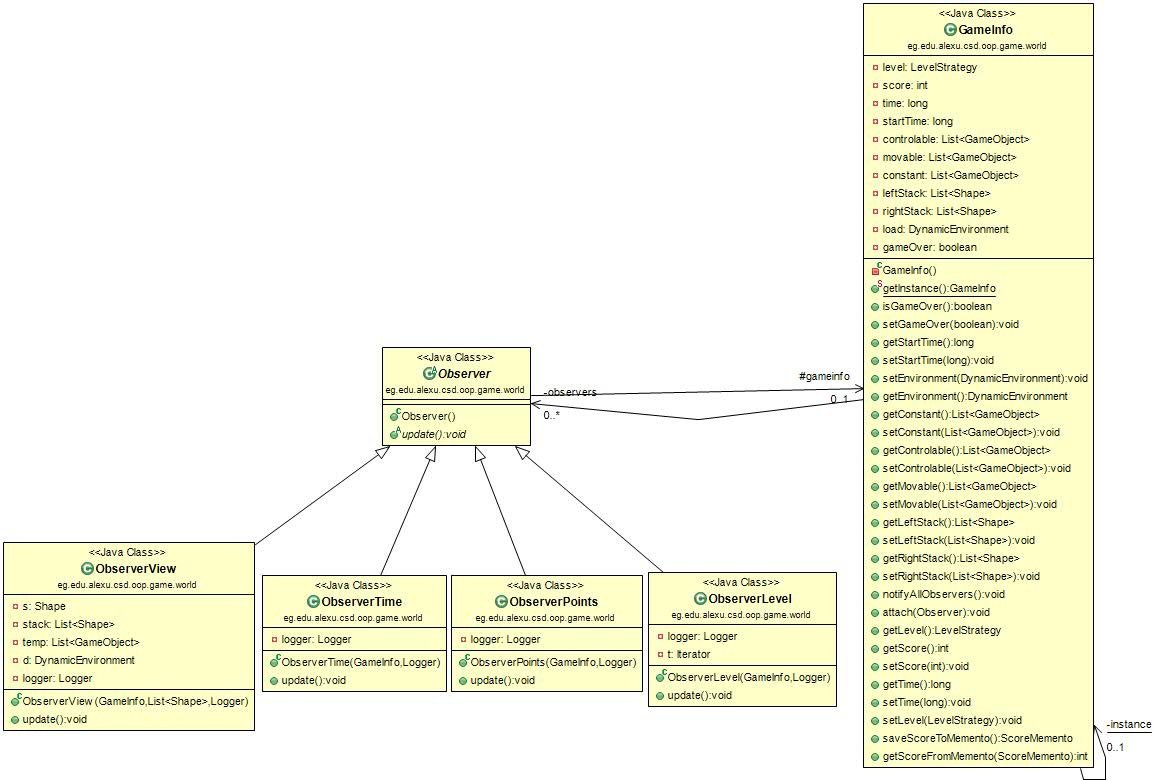 <<Java Class>>
GameInfo
eg.edu.alexu.csd.oop.game.world
level: LevelStrategy
score: int
time: long
startTime: long
controlable: List<GameObject>
movable: List<GameObject>
constant: List<GameObject>
leftStack: List<Shape>
rightStack: List<Shape>
load: DynamicEnvironment
gameOver: boolean
GameInfo()
getInstance():GameInfo
isGameOver():boolean
setGameOver(boolean):void
getStartTime():long
setStartTime(long):void
setEnvironment(DynamicEnvironment):void
getEnvironment():DynamicEnvironment
getConstant():List<GameObject>
setConstant(List<GameObject>):void
getControlable():List<GameObject>
setControlable(List<GameObject>):void
getMovable():List<GameObject>
setMovable(List<GameObject>):void
getLeftStack():List<Shape>
setLeftStack(List<Shape>):void
getRightStack():List<Shape>
setRightStack(List<Shape>):void
notifyAllObservers():void
attach(Observer):void
getLevel():LevelStrategy
getScore():int
setScore(int):void
getTime():long
setTime(long):void
setLevel(LevelStrategy):void
saveScoreToMemento():ScoreMemento
getScoreFromMemento(ScoreMemento):int
-instance
0..1
<<Java Class>>
Observer
eg.edu.alexu.csd.oop.game.world
Observer()
update():void
-observers
0..*
#gameinfo
0..1
<<Java Class>>
ObserverView
eg.edu.alexu.csd.oop.game.world
s: Shape
stack: List<Shape>
temp: List<GameObject>
d: DynamicEnvironment
logger: Logger
ObserverView(GameInfo,List<Shape>,Logger)
update():void
<<Java Class>>
ObserverTime
eg.edu.alexu.csd.oop.game.world
logger: Logger
ObserverTime(GameInfo,Logger)
update():void
<<Java Class>>
ObserverPoints
eg.edu.alexu.csd.oop.game.world
logger: Logger
ObserverPoints(GameInfo,Logger)
update():void
<<Java Class>>
ObserverLevel
eg.edu.alexu.csd.oop.game.world
logger: Logger
t: Iterator
ObserverLevel(GameInfo,Logger)
update():void